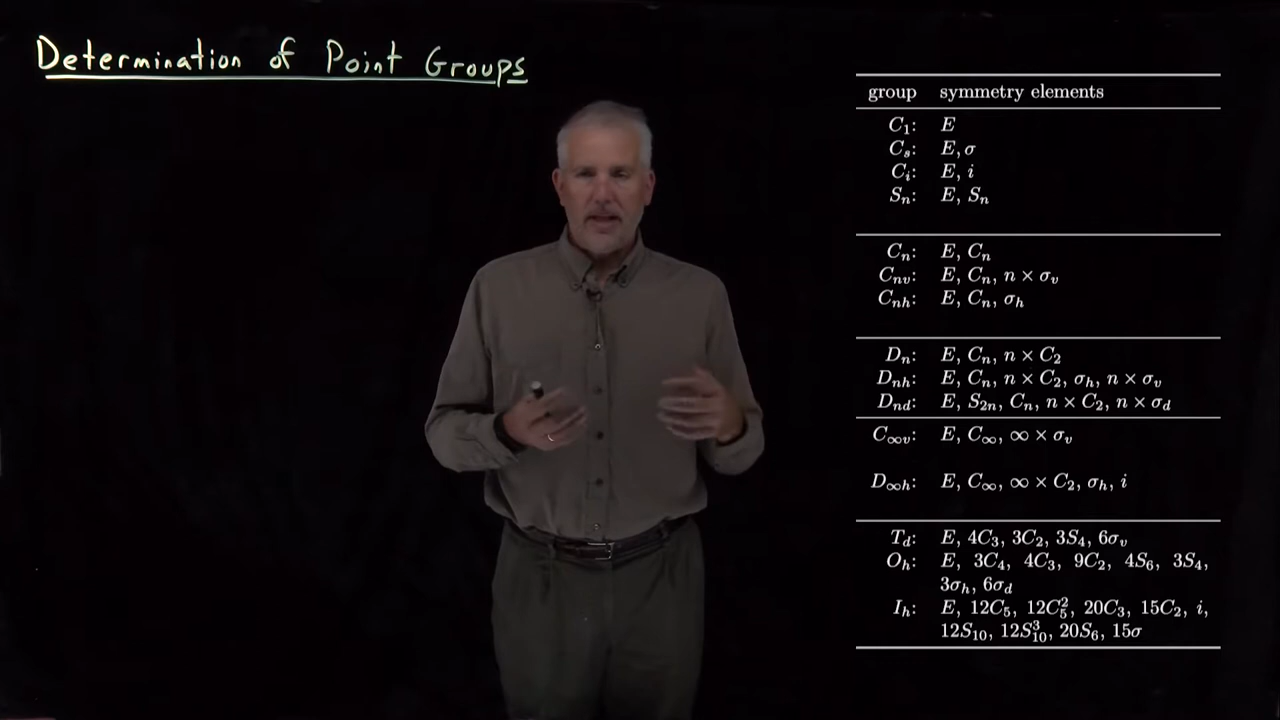 Determination of Point Groups
group symmetry elements
C₁: E
Cₛ: E, σ
Cᵢ: E, i
Sₙ: E, Sₙ
Cₙ: E, Cₙ
Cₙᵥ: E, Cₙ, n × σᵥ
Cₙₕ: E, Cₙ, σₕ
Dₙ: E, Cₙ, n × C₂
Dₙₕ: E, Cₙ, n × C₂, σₕ, n × σᵥ
Dₙd: E, S₂ₙ, Cₙ, n × C₂, n × σd
C∞ᵥ: E, C∞, ∞ × σᵥ
D∞ₕ: E, C∞, ∞ × C₂, σₕ, i
Td: E, 4C₃, 3C₂, 3S₄, 6σᵥ
Oₕ: E, 3C₄, 4C₃, 9C₂, 4S₆, 3S₄,
3σₕ, 6σd
Iₕ: E, 12C₅, 12C₅², 20C₃, 15C₂, i,
12S₁₀, 12S₁₀³, 20S₆, 15σ